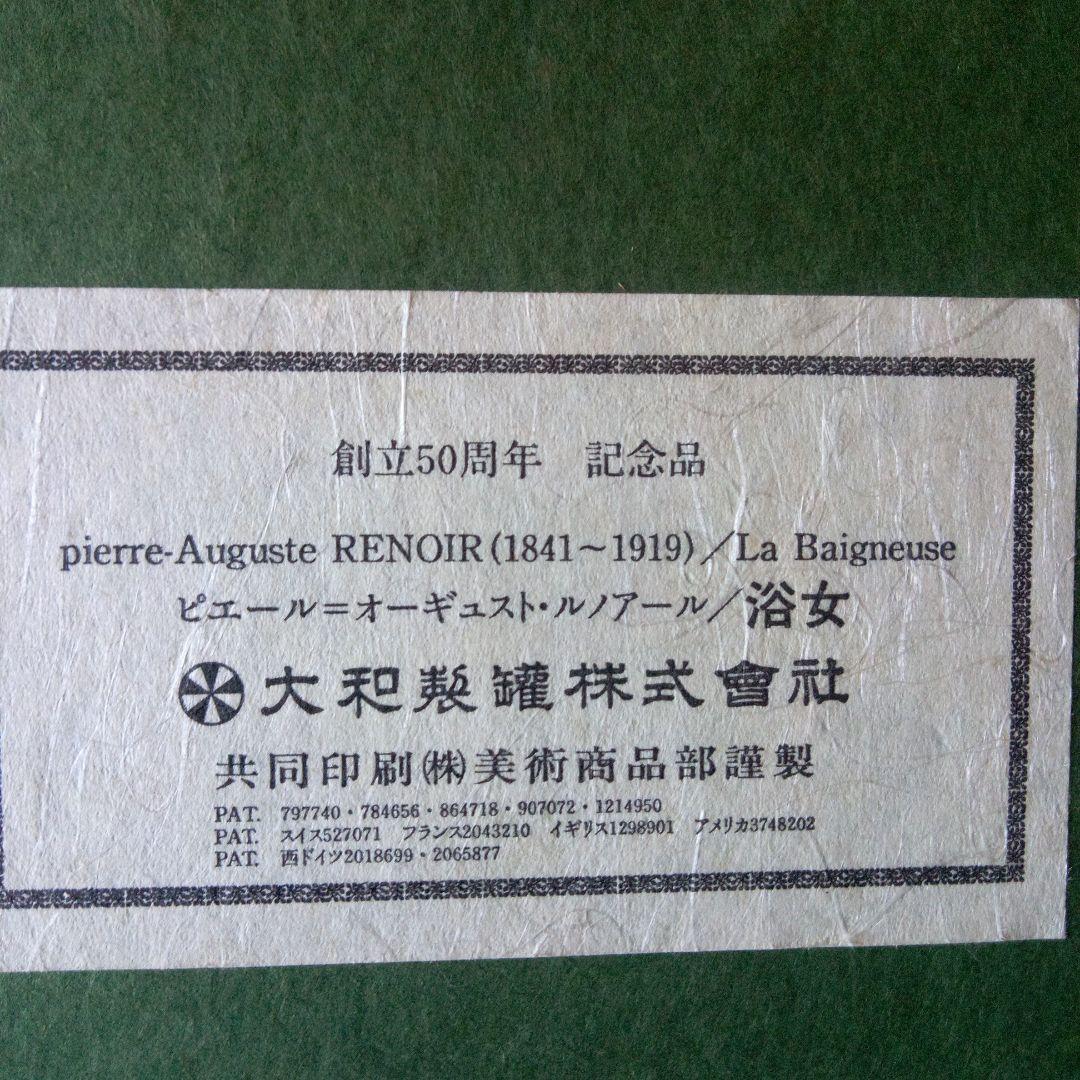 創立50周年 記念品
pierre-Auguste RENOIR(1841〜1919)／La Baigneuse
ピエール＝オーギュスト・ルノアール／浴女
大和製罐株式會社
共同印刷㈱美術商品部謹製
PAT. 797740・784656・864718・907072・1214950
PAT. スイス527071 フランス2043210 イギリス1298901 アメリカ3748202
PAT. 西ドイツ2018699・2065877